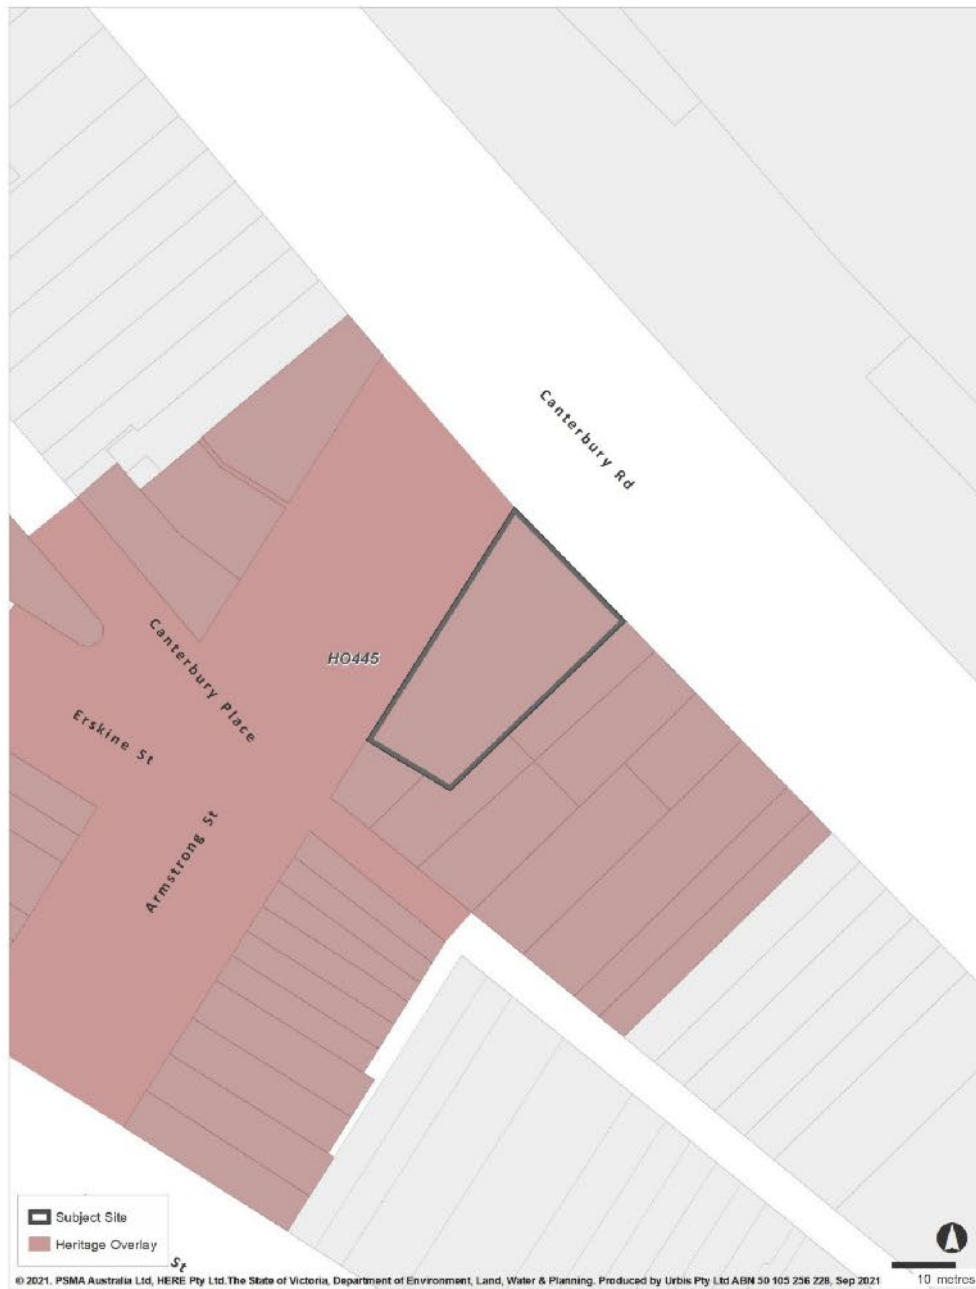 Canterbury Rd
HO445
Canterbury Place
Erskine St
Armstrong St
Subject Site
Heritage Overlay
St
10 metres
© 2021. PSMA Australia Ltd, HERE Pty Ltd.The State of Victoria, Department of Environment, Land, Water & Planning. Produced by Urbis Pty Ltd ABN 50 105 256 228, Sep 2021